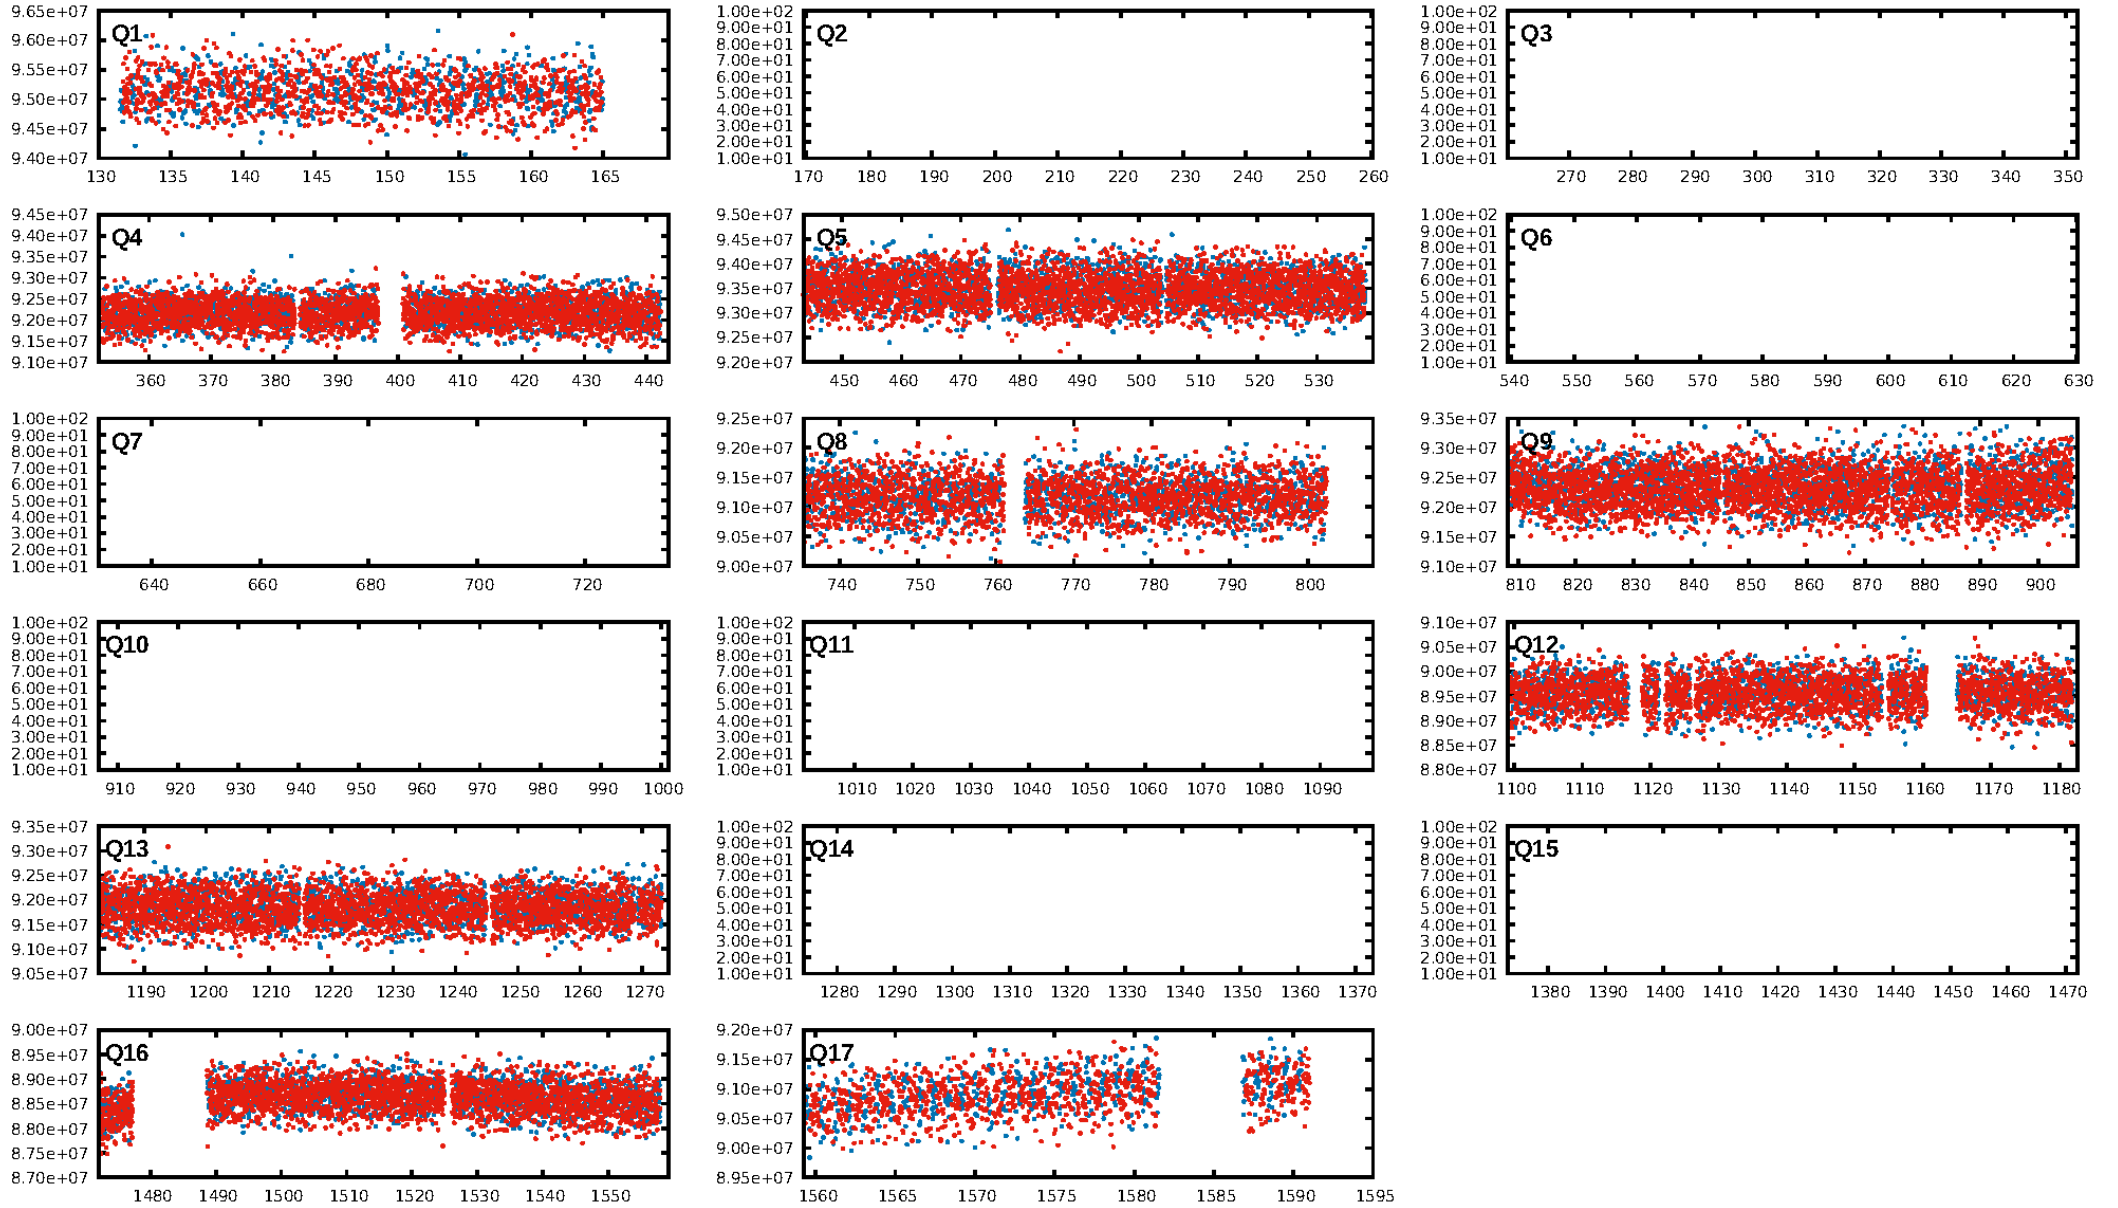 Q1
9.65e+07
9.60e+07
9.55e+07
9.50e+07
9.45e+07
9.40e+07
130 135 140 145 150 155 160 165
Q2
1.00e+02
9.00e+01
8.00e+01
7.00e+01
6.00e+01
5.00e+01
4.00e+01
3.00e+01
2.00e+01
1.00e+01
170 180 190 200 210 220 230 240 250 260
Q3
1.00e+02
9.00e+01
8.00e+01
7.00e+01
6.00e+01
5.00e+01
4.00e+01
3.00e+01
2.00e+01
1.00e+01
270 280 290 300 310 320 330 340 350
Q4
9.45e+07
9.40e+07
9.35e+07
9.30e+07
9.25e+07
9.20e+07
9.15e+07
9.10e+07
360 370 380 390 400 410 420 430 440
Q5
9.50e+07
9.45e+07
9.40e+07
9.35e+07
9.30e+07
9.25e+07
9.20e+07
450 460 470 480 490 500 510 520 530
Q6
1.00e+02
9.00e+01
8.00e+01
7.00e+01
6.00e+01
5.00e+01
4.00e+01
3.00e+01
2.00e+01
1.00e+01
540 550 560 570 580 590 600 610 620 630
Q7
1.00e+02
9.00e+01
8.00e+01
7.00e+01
6.00e+01
5.00e+01
4.00e+01
3.00e+01
2.00e+01
1.00e+01
640 660 680 700 720
Q8
9.25e+07
9.20e+07
9.15e+07
9.10e+07
9.05e+07
9.00e+07
740 750 760 770 780 790 800
Q9
9.35e+07
9.30e+07
9.25e+07
9.20e+07
9.15e+07
9.10e+07
810 820 830 840 850 860 870 880 890 900
Q10
1.00e+02
9.00e+01
8.00e+01
7.00e+01
6.00e+01
5.00e+01
4.00e+01
3.00e+01
2.00e+01
1.00e+01
910 920 930 940 950 960 970 980 990 1000
Q11
1.00e+02
9.00e+01
8.00e+01
7.00e+01
6.00e+01
5.00e+01
4.00e+01
3.00e+01
2.00e+01
1.00e+01
1010 1020 1030 1040 1050 1060 1070 1080 1090
Q12
9.10e+07
9.05e+07
9.00e+07
8.95e+07
8.90e+07
8.85e+07
8.80e+07
1100 1110 1120 1130 1140 1150 1160 1170 1180
Q13
9.35e+07
9.30e+07
9.25e+07
9.20e+07
9.15e+07
9.10e+07
9.05e+07
1190 1200 1210 1220 1230 1240 1250 1260 1270
Q14
1.00e+02
9.00e+01
8.00e+01
7.00e+01
6.00e+01
5.00e+01
4.00e+01
3.00e+01
2.00e+01
1.00e+01
1280 1290 1300 1310 1320 1330 1340 1350 1360 1370
Q15
1.00e+02
9.00e+01
8.00e+01
7.00e+01
6.00e+01
5.00e+01
4.00e+01
3.00e+01
2.00e+01
1.00e+01
1380 1390 1400 1410 1420 1430 1440 1450 1460 1470
Q16
9.00e+07
8.95e+07
8.90e+07
8.85e+07
8.80e+07
8.75e+07
8.70e+07
1480 1490 1500 1510 1520 1530 1540 1550
Q17
9.20e+07
9.15e+07
9.10e+07
9.05e+07
9.00e+07
8.95e+07
1560 1565 1570 1575 1580 1585 1590 1595